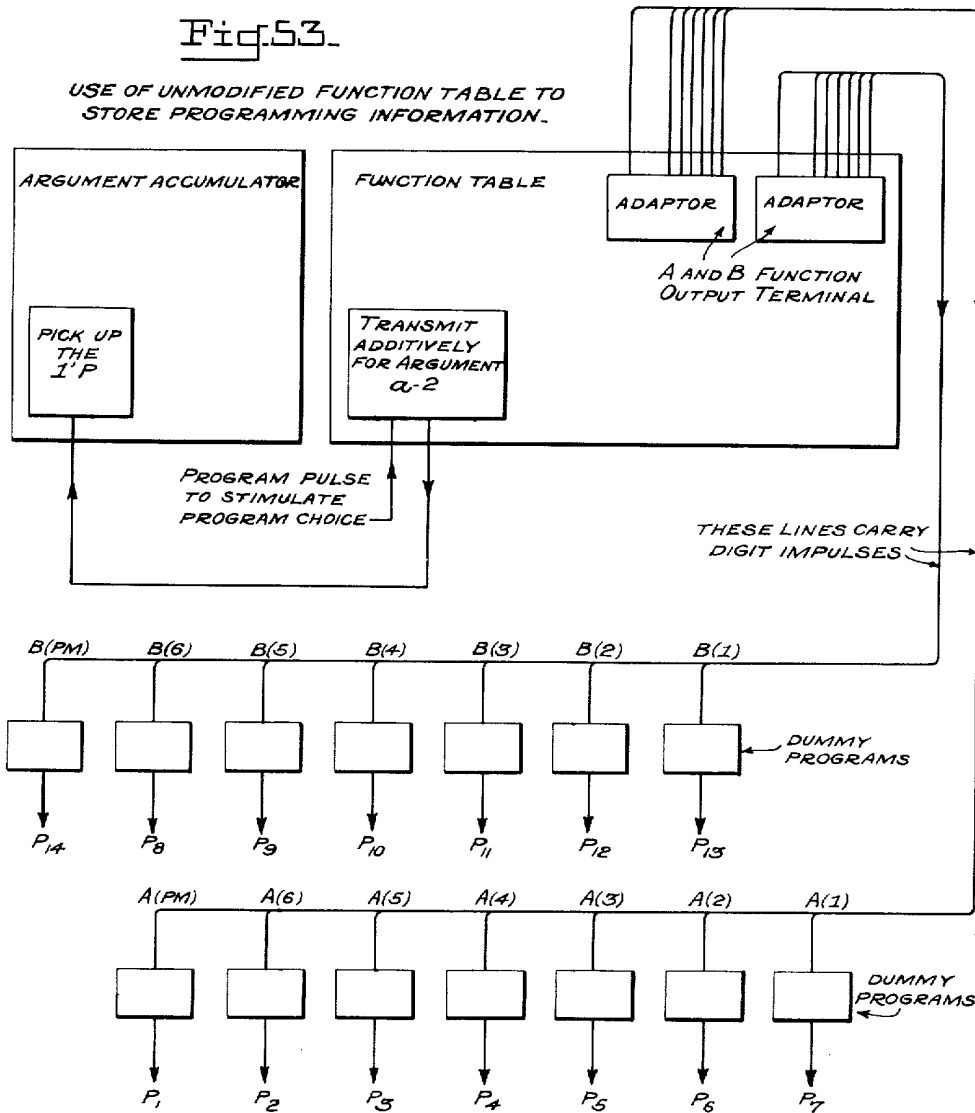 Fig. 53.
USE OF UNMODIFIED FUNCTION TABLE TO
STORE PROGRAMMING INFORMATION.
ARGUMENT ACCUMULATOR
FUNCTION TABLE
ADAPTOR
ADAPTOR
A AND B FUNCTION
OUTPUT TERMINAL
PICK UP
THE
1'P
TRANSMIT
ADDITIVELY
FOR ARGUMENT
a-2
PROGRAM PULSE
TO STIMULATE
PROGRAM CHOICE
THESE LINES CARRY
DIGIT IMPULSES
B(PM) B(6) B(5) B(4) B(3) B(2) B(1)
DUMMY
PROGRAMS
P14 P8 P9 P10 P11 P12 P13
A(PM) A(6) A(5) A(4) A(3) A(2) A(1)
DUMMY
PROGRAMS
P1 P2 P3 P4 P5 P6 P7